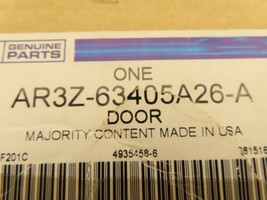 GENUINE
PARTS
ONE
AR3Z-63405A26-A
DOOR
MAJORITY CONTENT MADE IN USA
F201C 4935458-6